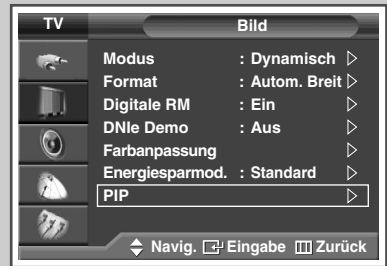 TV Bild
Modus : Dynamisch
Format : Autom. Breit
Digitale RM : Ein
DNIe Demo : Aus
Farbanpassung
Energiesparmod. : Standard
PIP
Navig. Eingabe Zurück